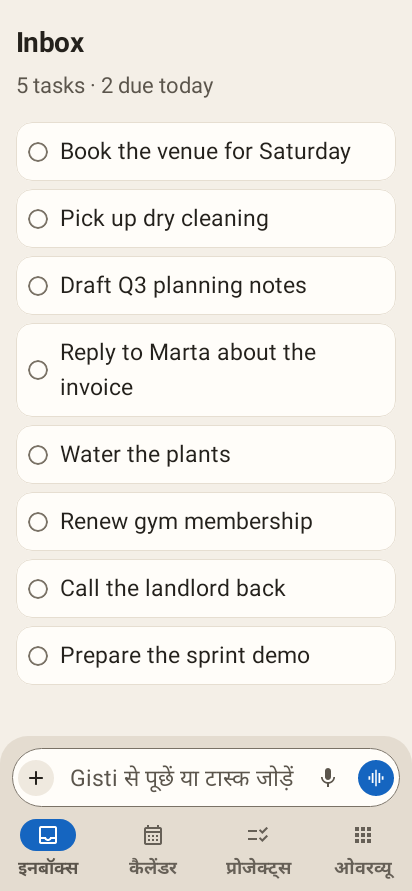 Inbox
5 tasks · 2 due today
Book the venue for Saturday
Pick up dry cleaning
Draft Q3 planning notes
Reply to Marta about the
invoice
Water the plants
Renew gym membership
Call the landlord back
Prepare the sprint demo
Gisti से पूछें या टास्क जोड़ें
इनबॉक्स
कैलेंडर
प्रोजेक्ट्स
ओवरव्यू